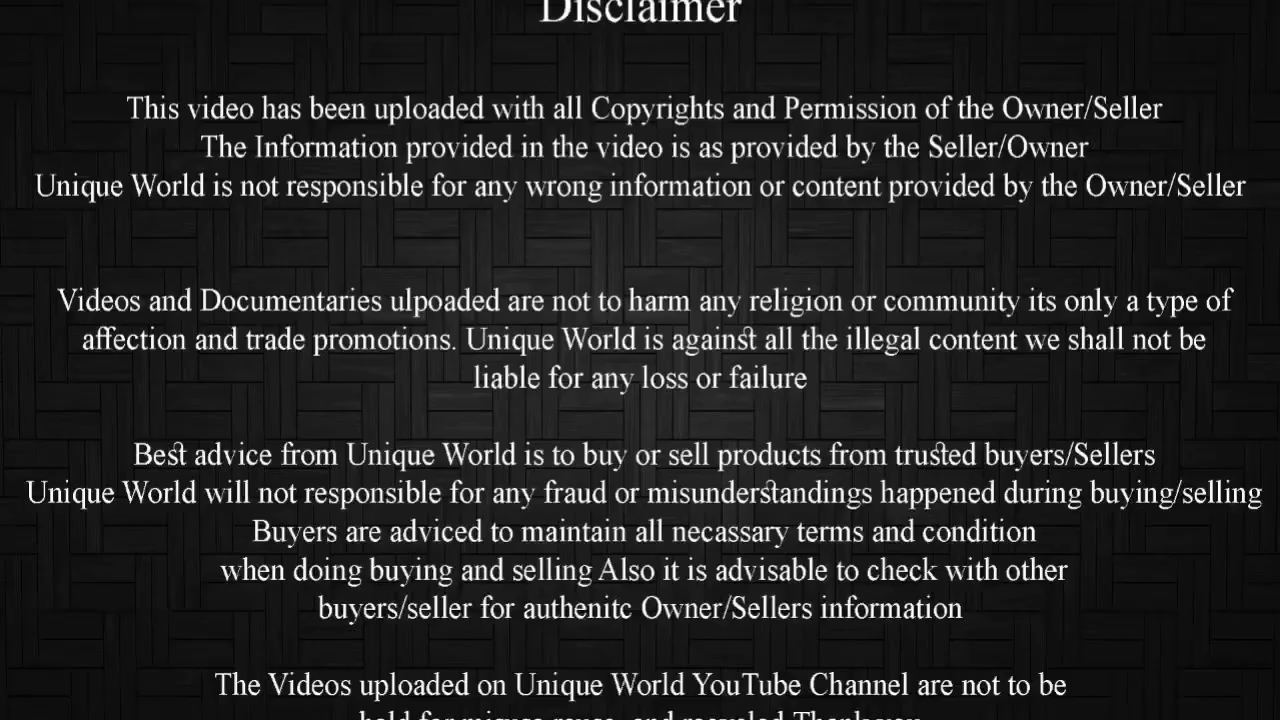 Disclaimer
This video has been uploaded with all Copyrights and Permission of the Owner/Seller
The Information provided in the video is as provided by the Seller/Owner
Unique World is not responsible for any wrong information or content provided by the Owner/Seller
Videos and Documentaries ulpoaded are not to harm any religion or community its only a type of
affection and trade promotions. Unique World is against all the illegal content we shall not be
liable for any loss or failure
Best advice from Unique World is to buy or sell products from trusted buyers/Sellers
Unique World will not responsible for any fraud or misunderstandings happened during buying/selling
Buyers are adviced to maintain all necassary terms and condition
when doing buying and selling Also it is advisable to check with other
buyers/seller for authenitc Owner/Sellers information
The Videos uploaded on Unique World YouTube Channel are not to be